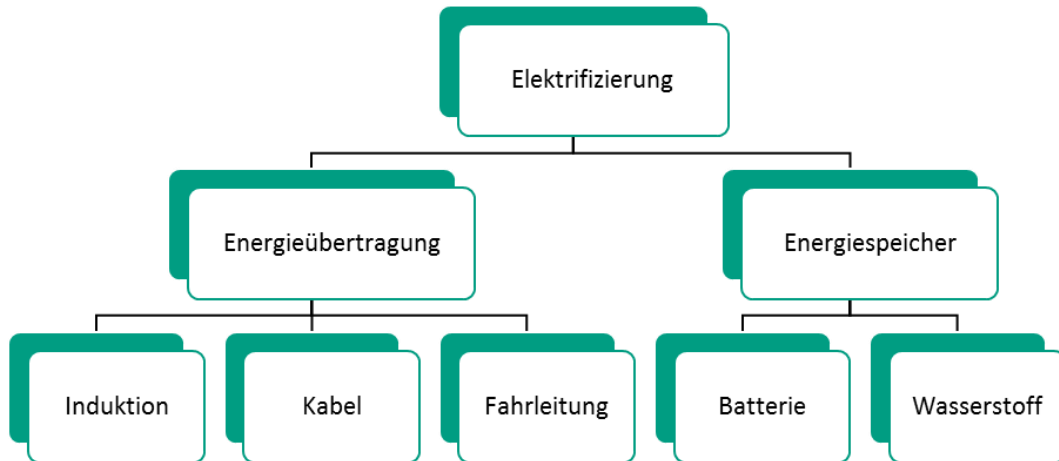 Elektrifizierung
Energieübertragung
Energiespeicher
Induktion
Kabel
Fahrleitung
Batterie
Wasserstoff